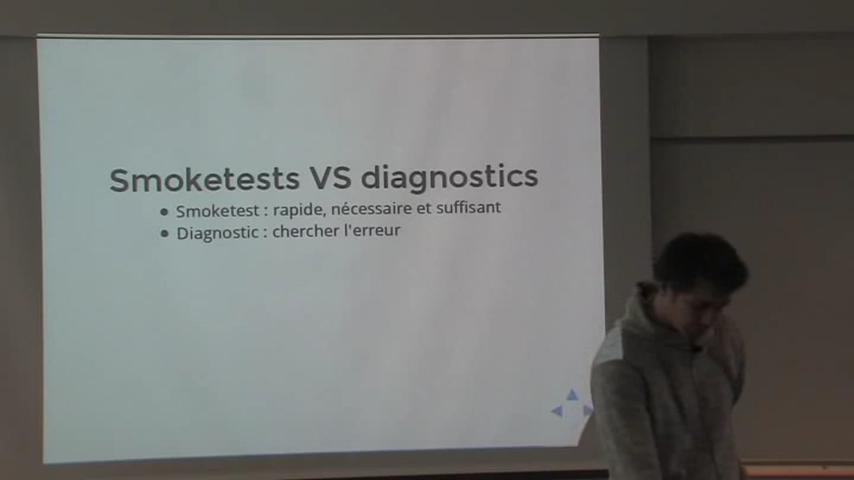 Smoketests VS diagnostics
Smoketest : rapide, nécessaire et suffisant
Diagnostic : chercher l'erreur